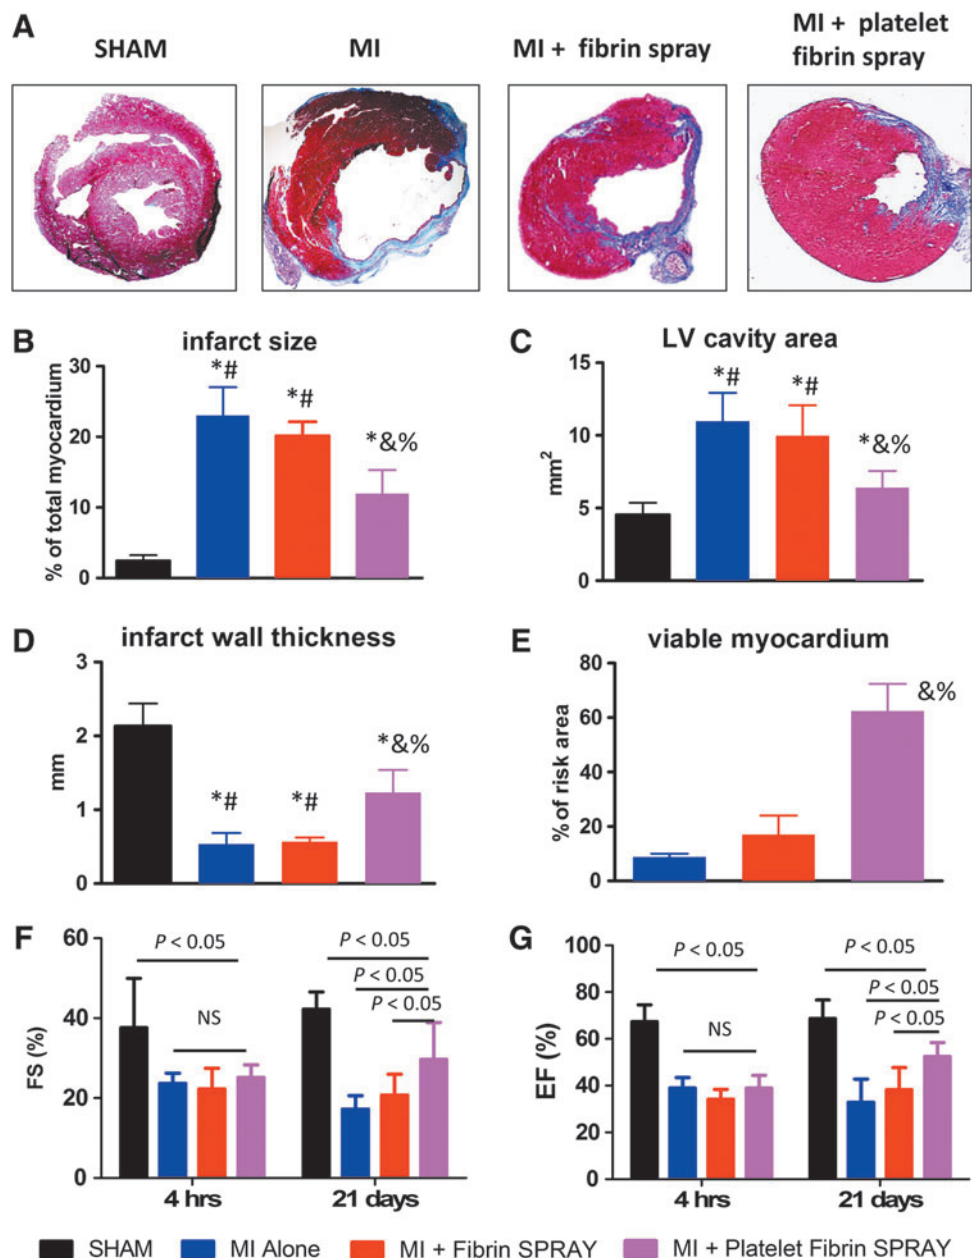 A
SHAM
MI
MI + fibrin spray
MI + platelet
fibrin spray
B
infarct size
% of total myocardium
30
20
10
0
*#
*#
*&%
C
LV cavity area
mm2
15
10
5
0
*#
*#
*&%
D
infarct wall thickness
mm
3
2
1
0
*#
*#
*&%
E
viable myocardium
% of risk area
80
60
40
20
0
&%
F
FS (%)
60
40
20
0
P < 0.05
NS
P < 0.05
P < 0.05
P < 0.05
4 hrs
21 days
G
EF (%)
100
80
60
40
20
0
P < 0.05
NS
P < 0.05
P < 0.05
P < 0.05
4 hrs
21 days
SHAM
MI Alone
MI + Fibrin SPRAY
MI + Platelet Fibrin SPRAY